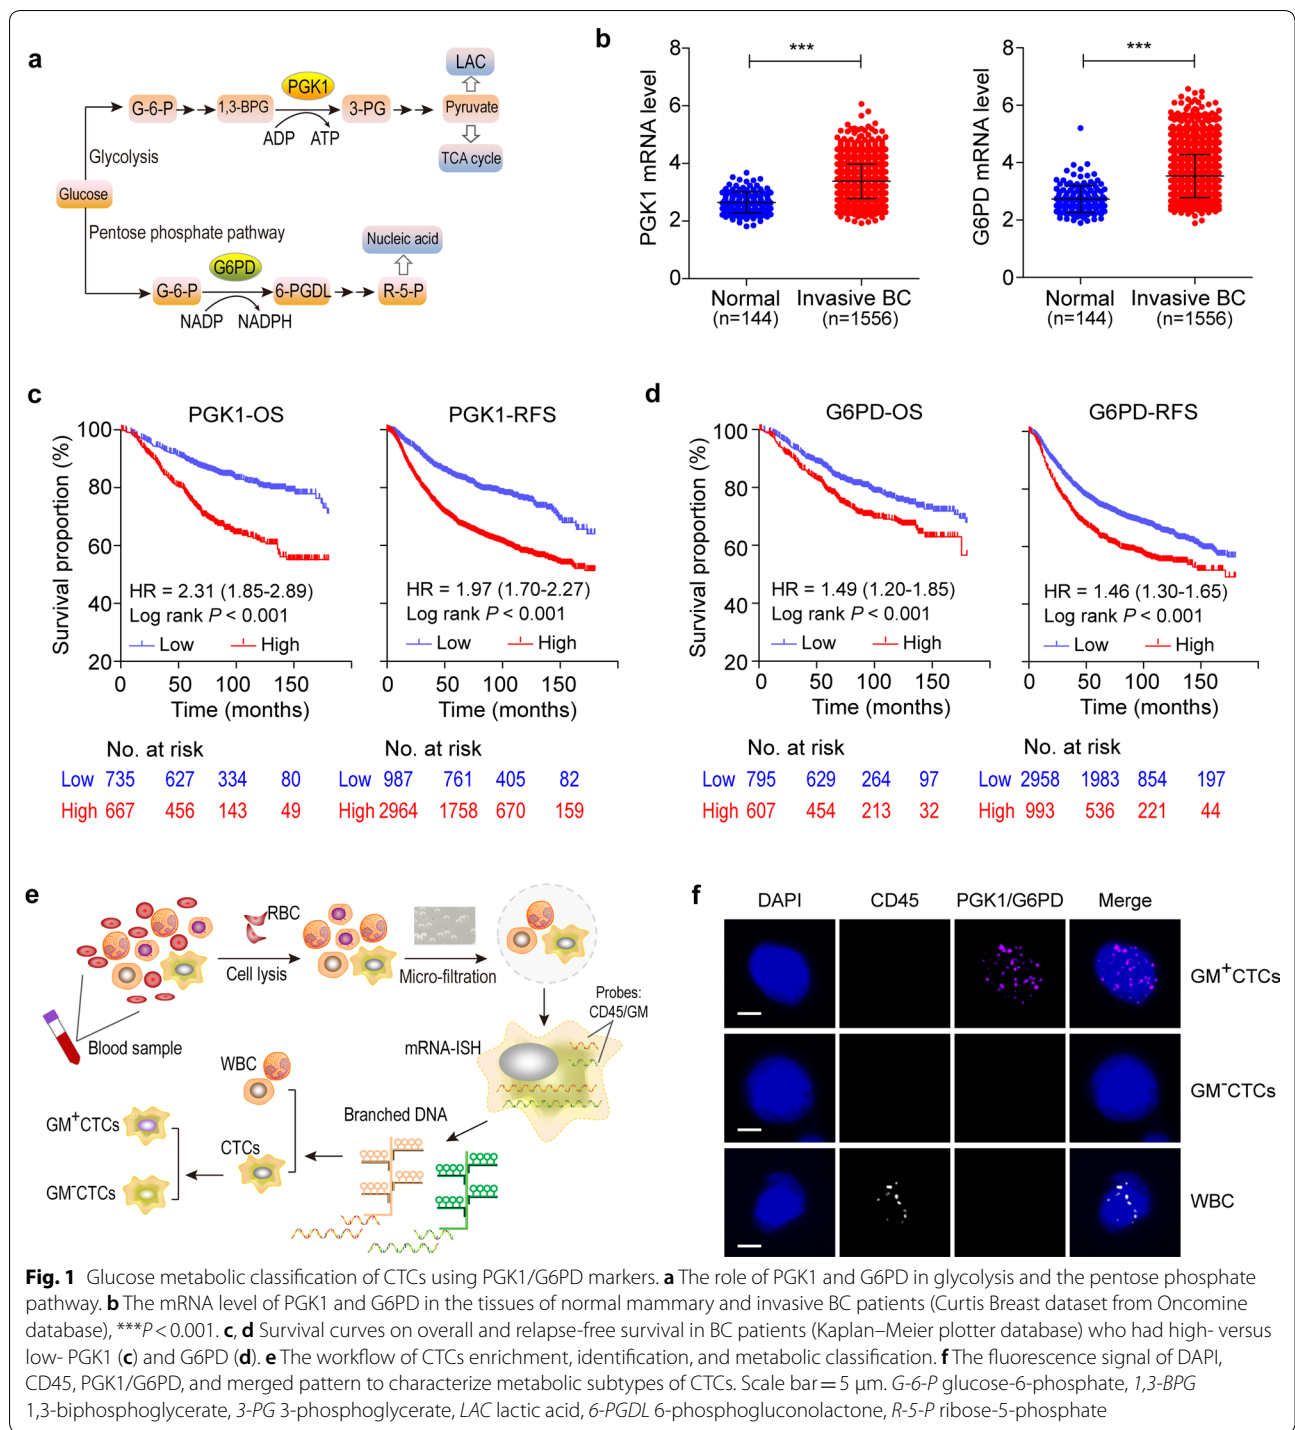 a
LAC
PGK1
G-6-P
1,3-BPG
3-PG
Pyruvate
ADP
ATP
Glycolysis
TCA cycle
Glucose
Pentose phosphate pathway
Nucleic acid
G6PD
G-6-P
6-PGDL
R-5-P
NADP
NADPH
b
PGK1 mRNA level
8
6
4
2
0
***
Normal
(n=144)
Invasive BC
(n=1556)
G6PD mRNA level
8
6
4
2
0
***
Normal
(n=144)
Invasive BC
(n=1556)
c
PGK1-OS
Survival proportion (%)
100
80
60
40
20
HR = 2.31 (1.85-2.89)
Log rank P < 0.001
Low High
0 50 100 150
Time (months)
No. at risk
Low 735 627 334 80
High 667 456 143 49
PGK1-RFS
HR = 1.97 (1.70-2.27)
Log rank P < 0.001
Low High
0 50 100 150
Time (months)
No. at risk
Low 987 761 405 82
High 2964 1758 670 159
d
G6PD-OS
Survival proportion (%)
100
80
60
40
20
HR = 1.49 (1.20-1.85)
Log rank P < 0.001
Low High
0 50 100 150
Time (months)
No. at risk
Low 795 629 264 97
High 607 454 213 32
G6PD-RFS
HR = 1.46 (1.30-1.65)
Log rank P < 0.001
Low High
0 50 100 150
Time (months)
No. at risk
Low 2958 1983 854 197
High 993 536 221 44
e
RBC
Cell lysis
Micro-filtration
Probes:
CD45/GM
Blood sample
mRNA-ISH
WBC
Branched DNA
GM+CTCs
CTCs
GM-CTCs
f
DAPI CD45 PGK1/G6PD Merge
GM+CTCs
GM-CTCs
WBC
Fig. 1 Glucose metabolic classification of CTCs using PGK1/G6PD markers. a The role of PGK1 and G6PD in glycolysis and the pentose phosphate
pathway. b The mRNA level of PGK1 and G6PD in the tissues of normal mammary and invasive BC patients (Curtis Breast dataset from Oncomine
database), ***P < 0.001. c, d Survival curves on overall and relapse-free survival in BC patients (Kaplan–Meier plotter database) who had high- versus
low- PGK1 (c) and G6PD (d). e The workflow of CTCs enrichment, identification, and metabolic classification. f The fluorescence signal of DAPI,
CD45, PGK1/G6PD, and merged pattern to characterize metabolic subtypes of CTCs. Scale bar = 5 μm. G-6-P glucose-6-phosphate, 1,3-BPG
1,3-biphosphoglycerate, 3-PG 3-phosphoglycerate, LAC lactic acid, 6-PGDL 6-phosphogluconolactone, R-5-P ribose-5-phosphate